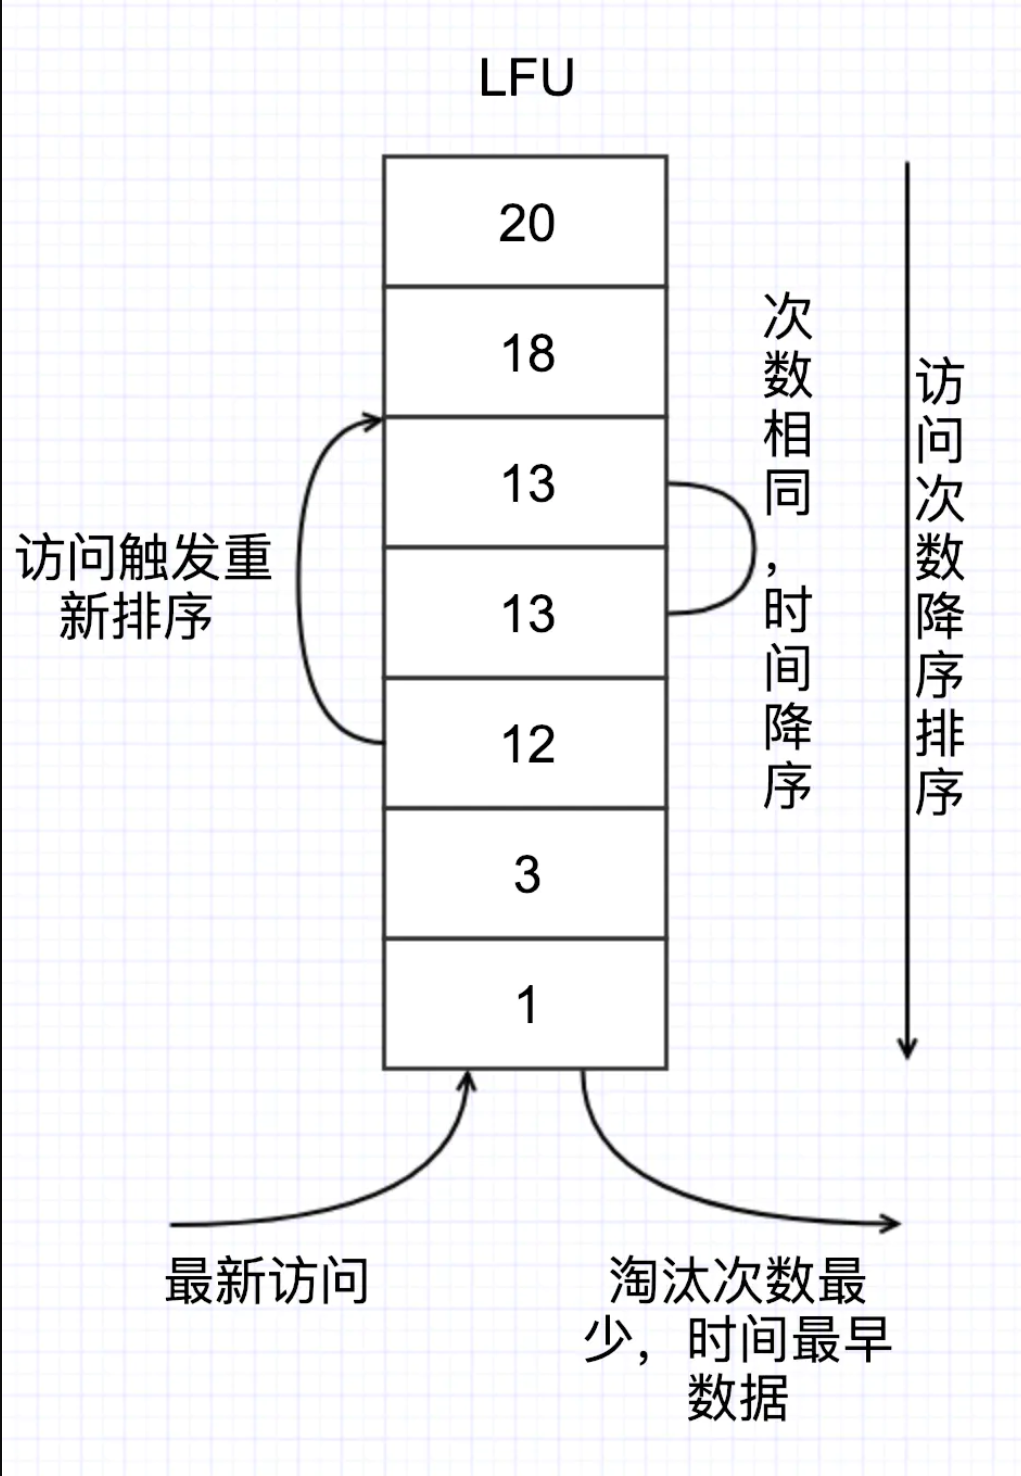 LFU
20
18
13
13
12
3
1
访问触发重
新排序
次数相同，时间降序
访问次数降序排序
最新访问
淘汰次数最
少，时间最早
数据